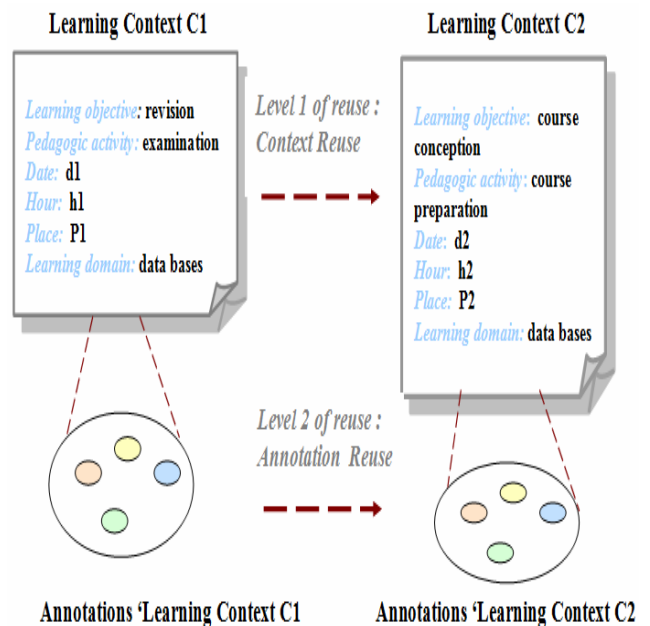 Learning Context C1
Learning objective: revision
Pedagogic activity: examination
Date: d1
Hour: h1
Place: P1
Learning domain: data bases
Level 1 of reuse :
Context Reuse
Learning Context C2
Learning objective: course
conception
Pedagogic activity: course
preparation
Date: d2
Hour: h2
Place: P2
Learning domain: data bases
Level 2 of reuse :
Annotation Reuse
Annotations ‘Learning Context C1
Annotations ‘Learning Context C2